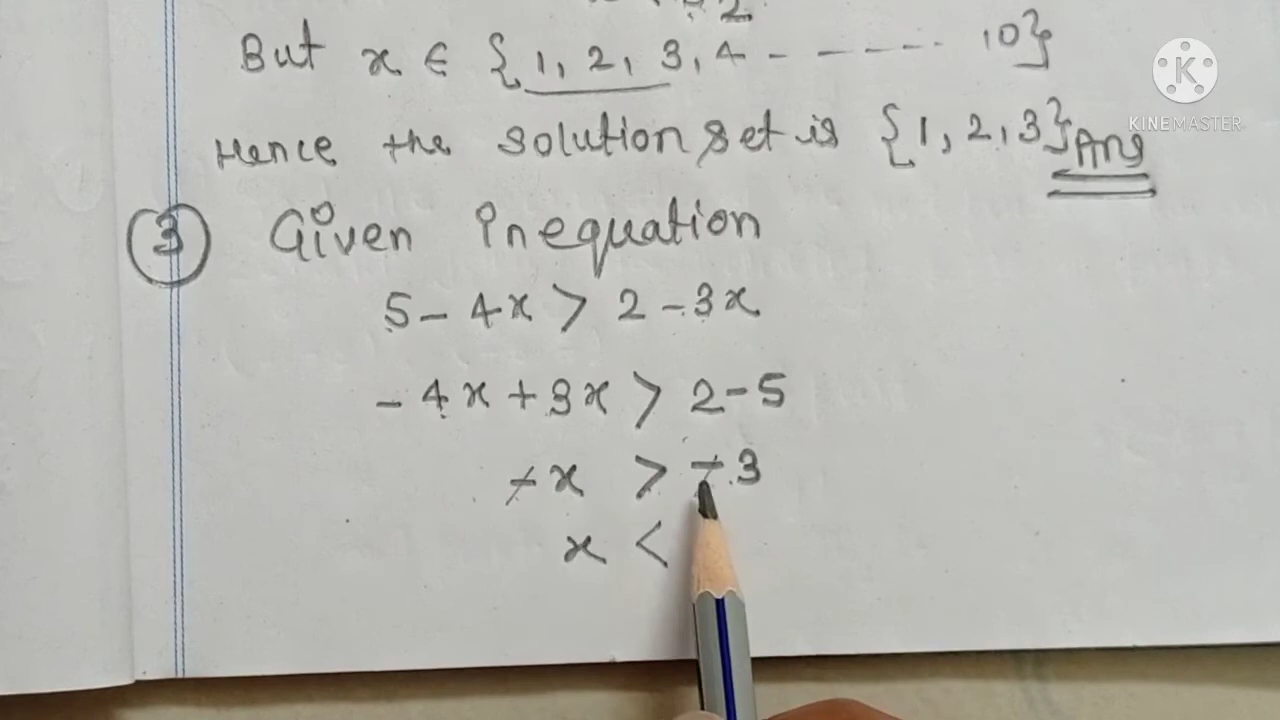 2
But x ∈ {1, 2, 3, 4 - - - - - - 10}
Hence the solution set is {1, 2, 3} Ans
K
KINEMASTER
③ Given inequation
5 - 4x > 2 - 3x
- 4x + 3x > 2 - 5
-x > -3
x <